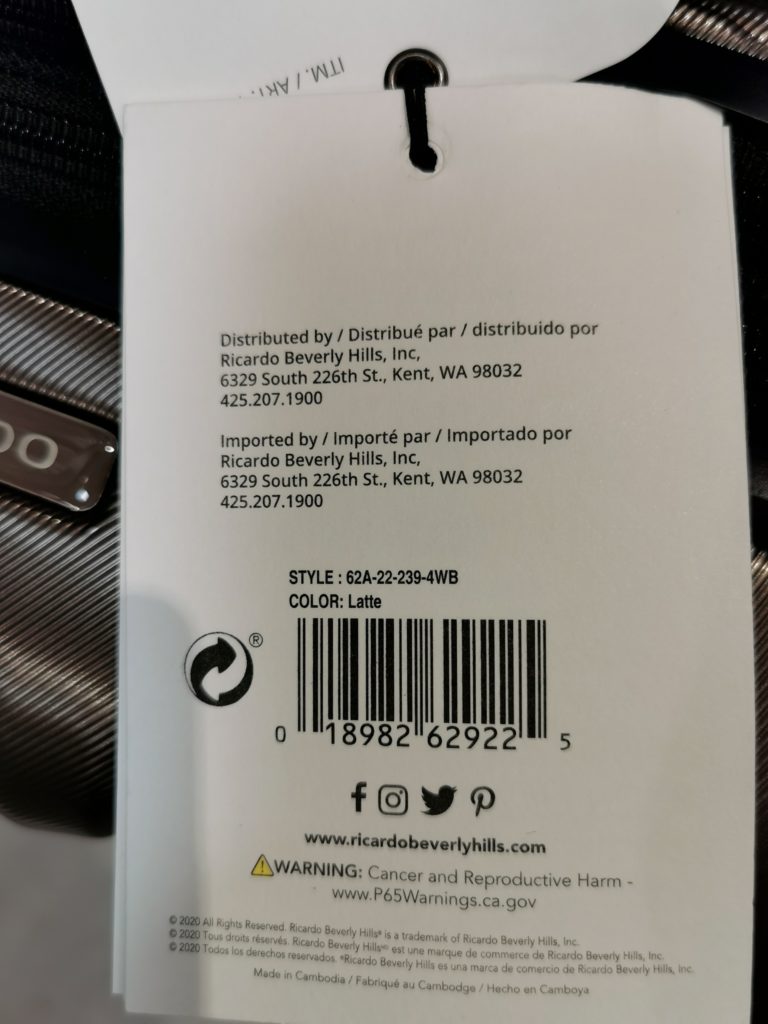 ITM. / ART.
Distributed by / Distribué par / distribuido por
Ricardo Beverly Hills, Inc,
6329 South 226th St., Kent, WA 98032
425.207.1900
Imported by / Importé par / Importado por
Ricardo Beverly Hills, Inc,
6329 South 226th St., Kent, WA 98032
425.207.1900
STYLE : 62A-22-239-4WB
COLOR: Latte
®
0 18982 62922 5
www.ricardobeverlyhills.com
WARNING: Cancer and Reproductive Harm -
www.P65Warnings.ca.gov
© 2020 All Rights Reserved. Ricardo Beverly Hills® is a trademark of Ricardo Beverly Hills, Inc.
© 2020 Tous droits réservés. Ricardo Beverly Hills᷍ᴹᴰ est une marque de commerce de Ricardo Beverly Hills, Inc.
© 2020 Todos los derechos reservados. ®Ricardo Beverly Hills es una marca de comercio de Ricardo Beverly Hills, Inc.
Made in Cambodia / Fabriqué au Cambodge / Hecho en Camboya